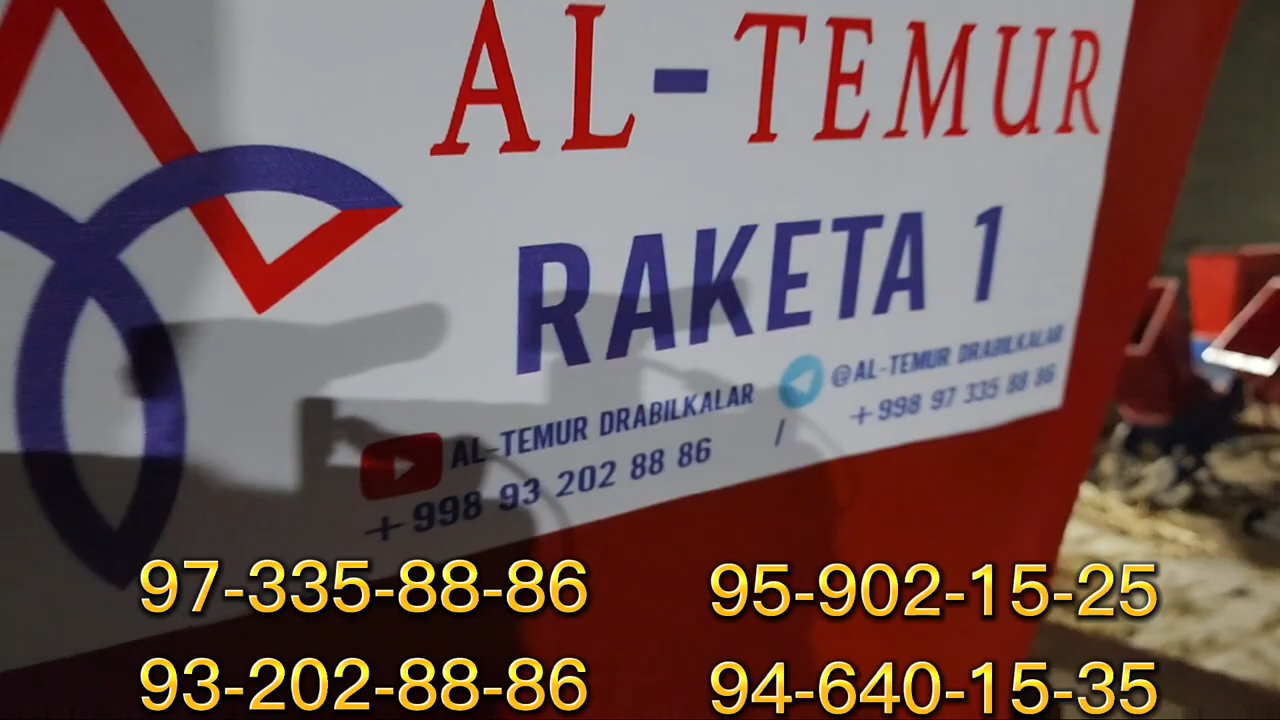 AL-TEMUR
RAKETA 1
AL-TEMUR DRABILKALAR
@AL-TEMUR DRABILKALAR
+998 93 202 88 86 / +998 97 335 88 86
97-335-88-86 95-902-15-25
93-202-88-86 94-640-15-35